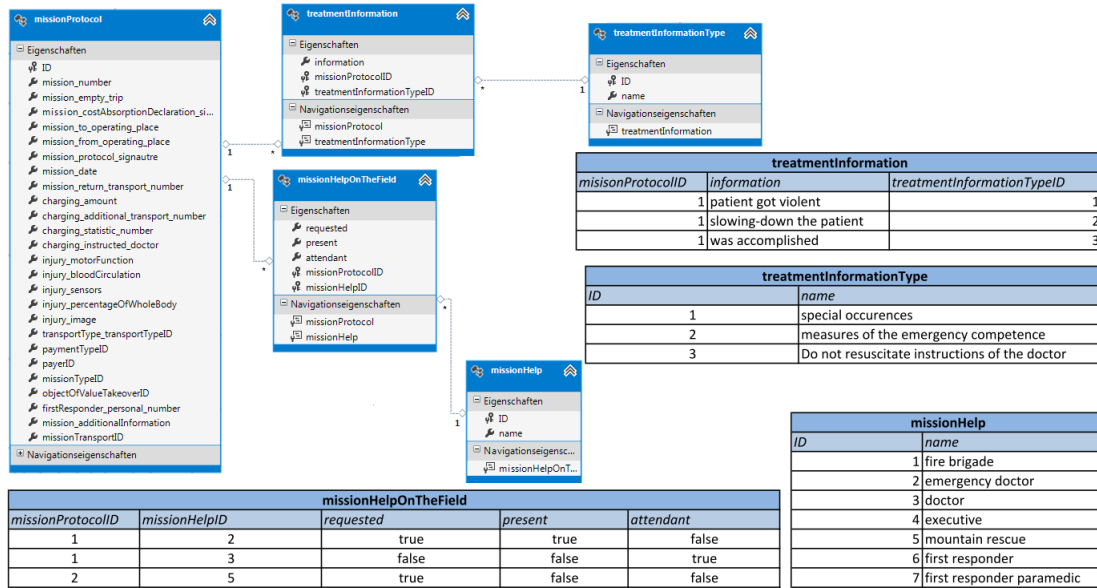 missionProtocol
Eigenschaften
ID
mission_number
mission_empty_trip
mission_costAbsorptionDeclaration_si...
mission_to_operating_place
mission_from_operating_place
mission_protocol_signautre
mission_date
mission_return_transport_number
charging_amount
charging_additional_transport_number
charging_statistic_number
charging_instructed_doctor
injury_motorFunction
injury_bloodCirculation
injury_sensors
injury_percentageOfWholeBody
injury_image
transportType_transportTypeID
paymentTypeID
payerID
missionTypeID
objectOfValueTakeoverID
firstResponder_personal_number
mission_additionalInformation
missionTransportID
Navigationseigenschaften
treatmentInformation
Eigenschaften
information
missionProtocolID
treatmentInformationTypeID
Navigationseigenschaften
missionProtocol
treatmentInformationType
treatmentInformationType
Eigenschaften
ID
name
Navigationseigenschaften
treatmentInformation
1 *
* 1
1 *
* 1
missionHelpOnTheField
Eigenschaften
requested
present
attendant
missionProtocolID
missionHelpID
Navigationseigenschaften
missionProtocol
missionHelp
missionHelp
Eigenschaften
ID
name
Navigationseigensc...
missionHelpOnT...
treatmentInformation
misisonProtocolID information treatmentInformationTypeID
1 patient got violent 1
1 slowing-down the patient 2
1 was accomplished 3
treatmentInformationType
ID name
1 special occurences
2 measures of the emergency competence
3 Do not resuscitate instructions of the doctor
missionHelp
ID name
1 fire brigade
2 emergency doctor
3 doctor
4 executive
5 mountain rescue
6 first responder
7 first responder paramedic
missionHelpOnTheField
missionProtocolID missionHelpID requested present attendant
1 2 true true false
1 3 false false true
2 5 true false false